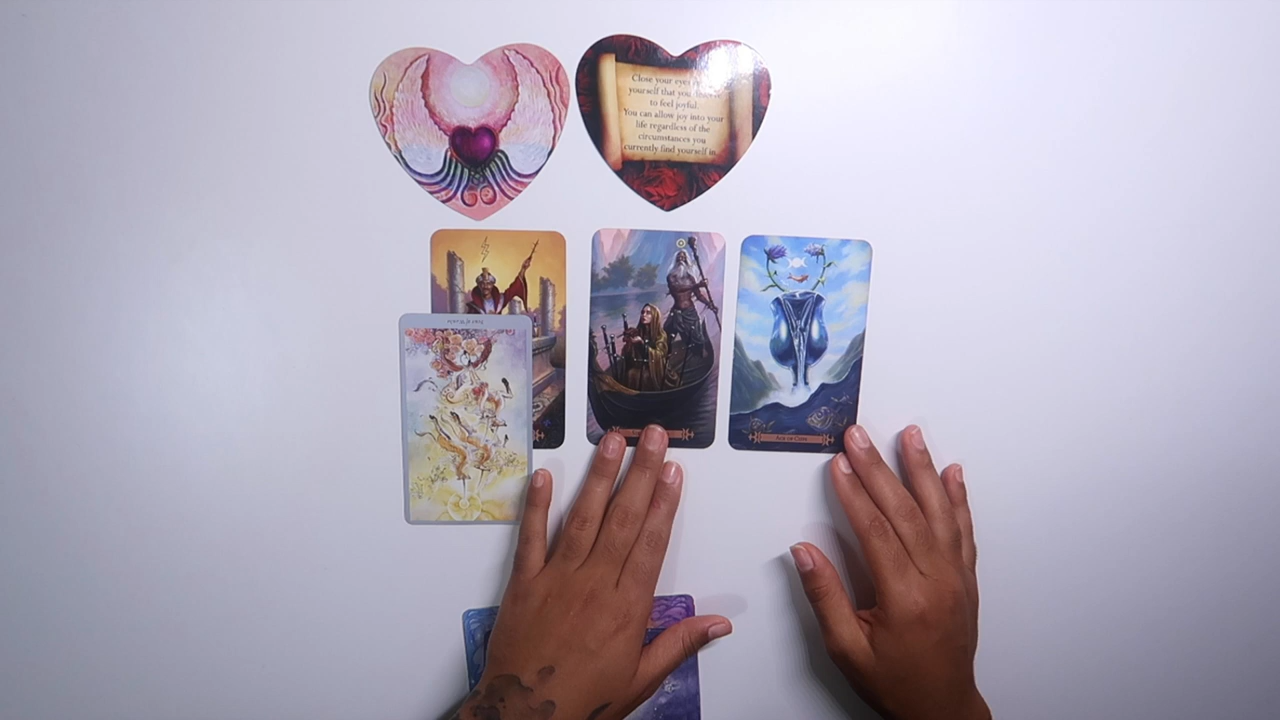 Close your eyes
yourself that you
to feel joyful.
You can allow joy into your
life regardless of the
circumstances you
currently find yourself in.
Ace of Cups